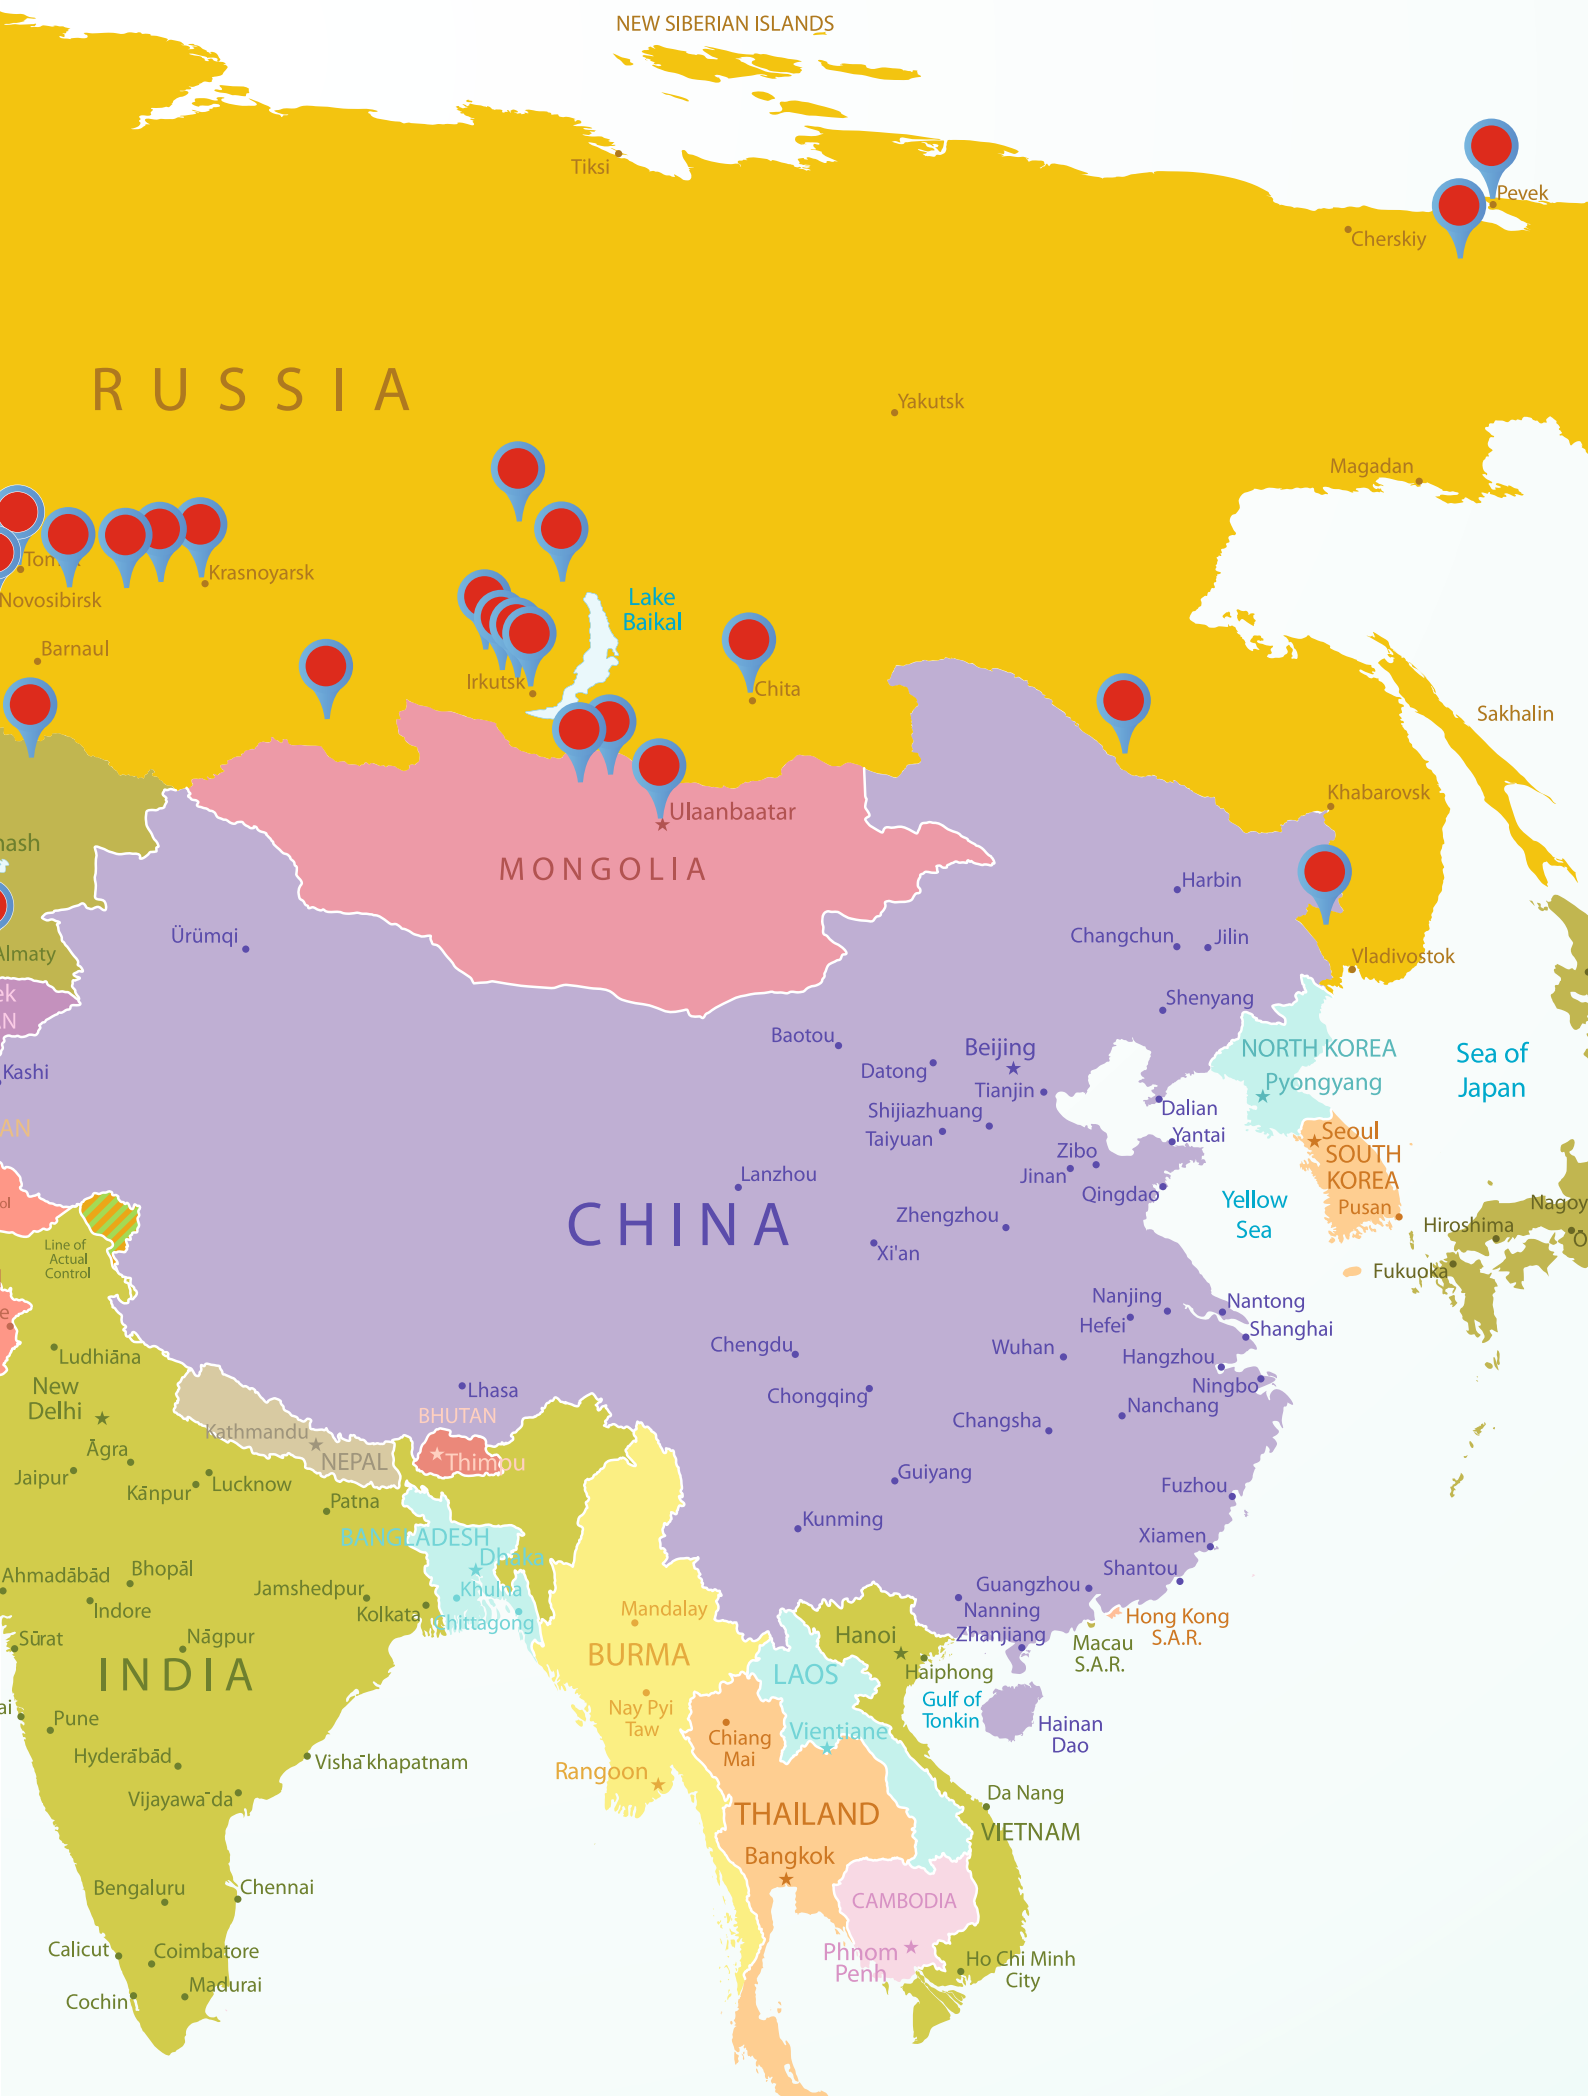 NEW SIBERIAN ISLANDS
Tiksi
Pevek
Cherskiy
RUSSIA
Yakutsk
Magadan
Krasnoyarsk
Novosibirsk
Lake
Baikal
Barnaul
Irkutsk
Chita
Sakhalin
Khabarovsk
Ulaanbaatar
MONGOLIA
nash
Harbin
Ürümqi
Changchun
Jilin
Almaty
Vladivostok
ek
AN
Shenyang
Baotou
Beijing
NORTH KOREA
Sea of
Japan
Datong
Kashi
Pyongyang
Tianjin
Shijiazhuang
Dalian
Taiyuan
AN
Yantai
Seoul
SOUTH
KOREA
Zibo
Jinan
Lanzhou
Qingdao
ol
Yellow
Sea
Pusan
Nagoy
CHINA
Zhengzhou
Hiroshima
Xi'an
Ō
Line of
Actual
Control
Fukuoka
Nanjing
Nantong
e
Hefei
Shanghai
Chengdu
Wuhan
Hangzhou
Ludhiāna
New
Delhi
Ningbo
Lhasa
Chongqing
Nanchang
BHUTAN
Changsha
Kathmandu
NEPAL
Thimpu
Āgra
Jaipur
Kānpur
Lucknow
Guiyang
Fuzhou
Patna
Kunming
BANGLADESH
Xiamen
Dhaka
Ahmadābād
Bhopāl
Shantou
Jamshedpur
Khulna
Guangzhou
Indore
Kolkata
Chittagong
Mandalay
Nanning
Hong Kong
S.A.R.
Sūrat
Nāgpur
Hanoi
Zhanjiang
Macau
S.A.R.
INDIA
BURMA
LAOS
Haiphong
Gulf of
Tonkin
ai
Pune
Nay Pyi
Taw
Chiang
Mai
Vientiane
Hainan
Dao
Hyderābād
Vishākhapatnam
Rangoon
Vijayawāda
Da Nang
THAILAND
VIETNAM
Bangkok
Bengaluru
Chennai
CAMBODIA
Calicut
Coimbatore
Phnom
Penh
Ho Chi Minh
City
Madurai
Cochin